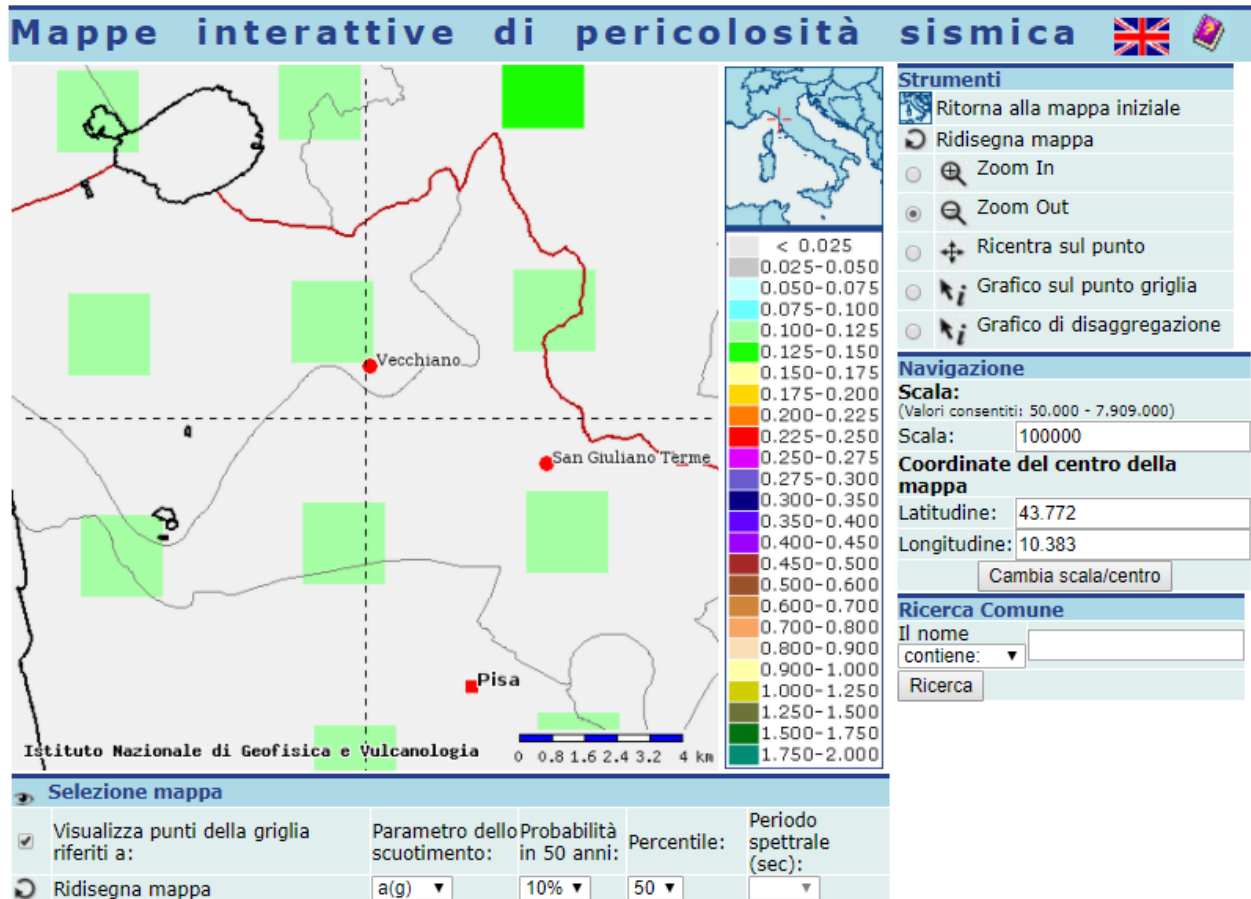 Mappe interattive di pericolosità sismica
Vecchiano
San Giuliano Terme
Pisa
Istituto Nazionale di Geofisica e Vulcanologia
0 0.8 1.6 2.4 3.2 4 km
< 0.025
0.025-0.050
0.050-0.075
0.075-0.100
0.100-0.125
0.125-0.150
0.150-0.175
0.175-0.200
0.200-0.225
0.225-0.250
0.250-0.275
0.275-0.300
0.300-0.350
0.350-0.400
0.400-0.450
0.450-0.500
0.500-0.600
0.600-0.700
0.700-0.800
0.800-0.900
0.900-1.000
1.000-1.250
1.250-1.500
1.500-1.750
1.750-2.000
Strumenti
Ritorna alla mappa iniziale
Ridisegna mappa
Zoom In
Zoom Out
Ricentra sul punto
Grafico sul punto griglia
Grafico di disaggregazione
Navigazione
Scala:
(Valori consentiti: 50.000 - 7.909.000)
Scala: 100000
Coordinate del centro della
mappa
Latitudine: 43.772
Longitudine: 10.383
Cambia scala/centro
Ricerca Comune
Il nome
contiene:
Ricerca
Selezione mappa
Visualizza punti della griglia
riferiti a:
Parametro dello
scuotimento:
Probabilità
in 50 anni:
Percentile:
Periodo
spettrale
(sec):
Ridisegna mappa
a(g)
10%
50